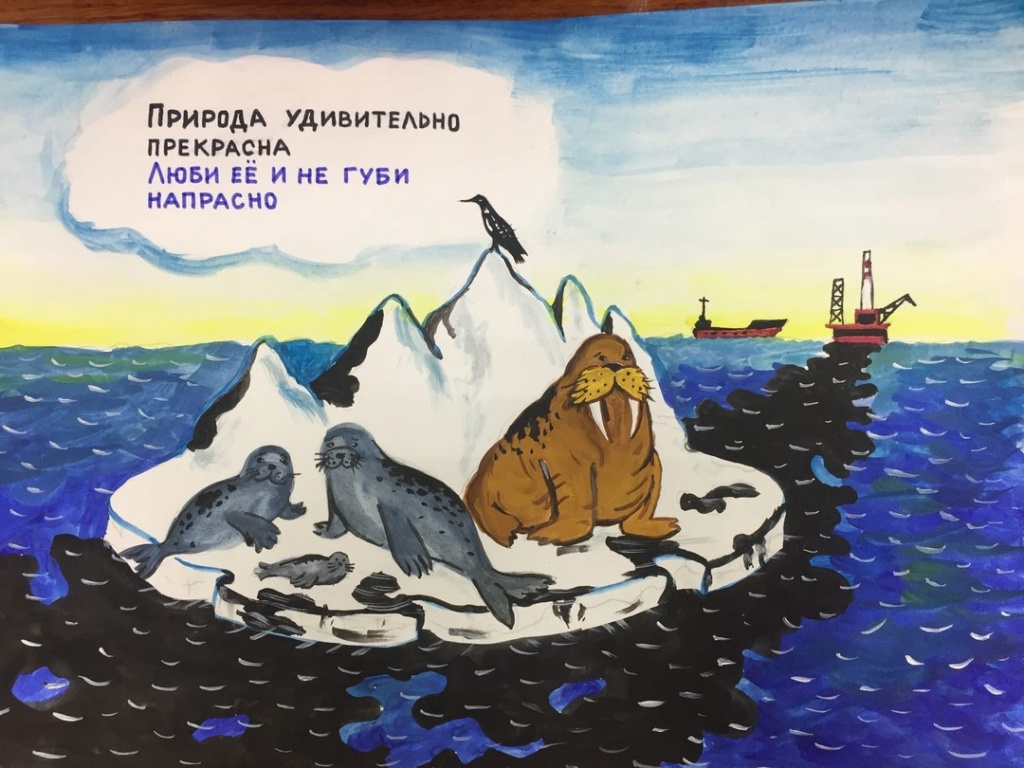 Природа удивительно
прекрасна
Люби её и не губи
напрасно